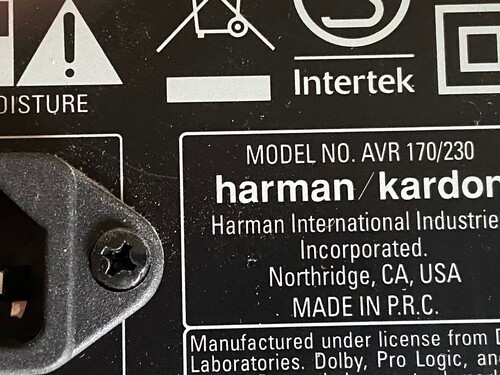 OISTURE
Intertek
MODEL NO. AVR 170/230
harman/kardon
Harman International Industrie
Incorporated.
Northridge, CA, USA
MADE IN P.R.C.
Manufactured under license from D
Laboratories. Dolby, Pro Logic, and